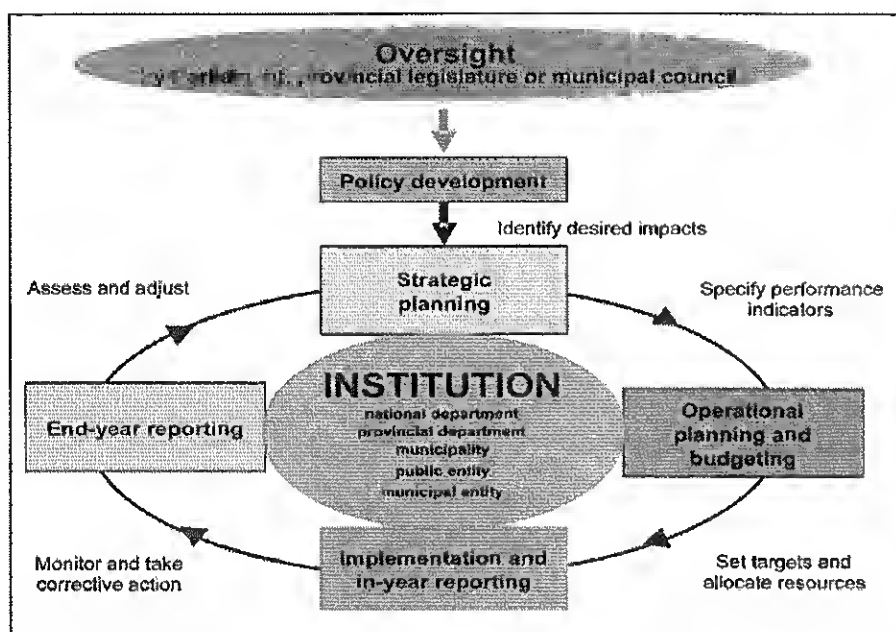 Oversight
by Parliament, provincial legislature or municipal council
Policy development
Identify desired impacts
Strategic
planning
Assess and adjust
Specify performance
indicators
INSTITUTION
national department
provincial department
municipality
public entity
municipal entity
End-year reporting
Operational
planning and
budgeting
Implementation and
in-year reporting
Monitor and take
corrective action
Set targets and
allocate resources